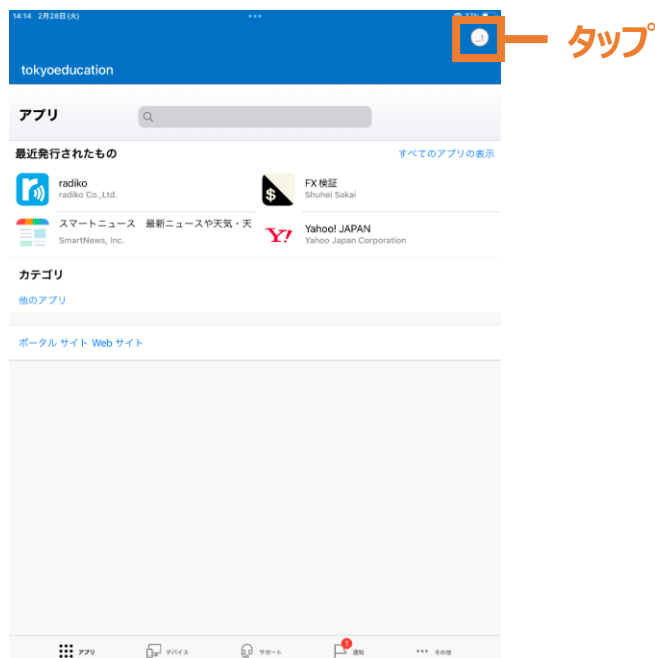 14:14 2月28日(火)
タップ
tokyoeducation
アプリ
最近発行されたもの
すべてのアプリの表示
radiko
radiko Co.,Ltd.
FX 検証
Shuhei Sakai
スマートニュース 最新ニュースや天気・天
SmartNews, Inc.
Yahoo! JAPAN
Yahoo Japan Corporation
カテゴリ
他のアプリ
ポータル サイト Web サイト
アプリ
デバイス
サポート
1
通知
その他